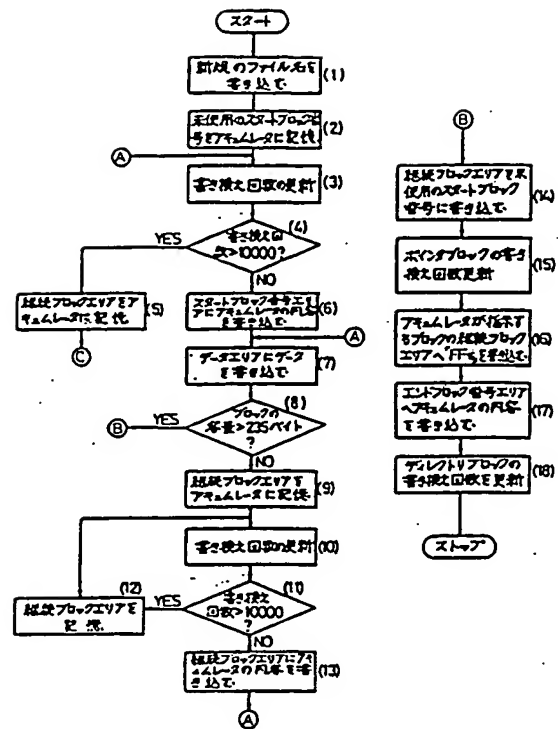 スタート
新規のファイル名を
書き込む
(1)
未使用のスタートブロック番
号をアキュムレータに記憶
(2)
A
書き換え回数の更新
(3)
(4)
書き換え回
数>10000?
YES
NO
継続ブロックエリアをア
キュムレータに記憶
(5)
C
スタートブロック番号エリ
アにアキュムレータの内容
を書き込む
(6)
A
データエリアにデータ
を書き込む
(7)
(8)
ブロックの
容量>235バイト
?
YES
B
NO
継続ブロックエリアを
アキュムレータに記憶
(9)
書き換え回数の更新
(10)
(11)
書き換え
回数>10000
?
YES
NO
(12)
継続ブロックエリアを
記憶
継続ブロックエリアにアキ
ュムレータの内容を書
き込む
(13)
A
B
継続ブロックエリアを未
使用のスタートブロック
番号に書き込む
(14)
ポインタブロックの書き
換え回数更新
(15)
アキュムレータが指示す
るブロックの継続ブロック
エリアへ"FF"を書き込む
(16)
エンドブロック番号エリア
へアキュムレータの内容
を書き込む
(17)
ディレクトリブロックの
書き換え回数を更新
(18)
ストップ